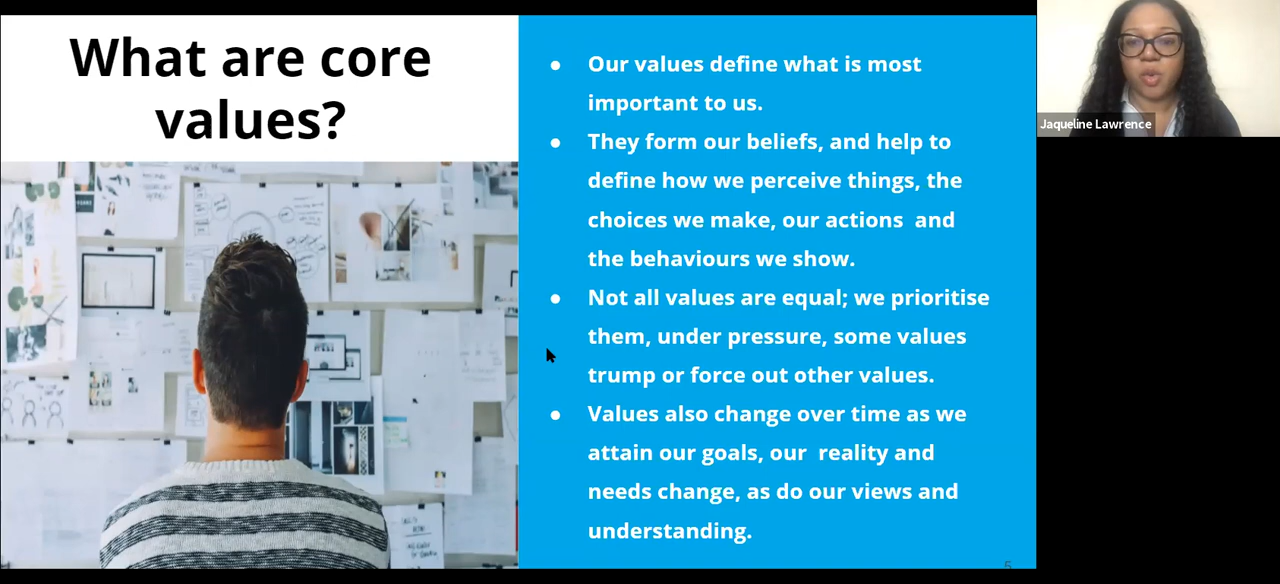 What are core
values?
● Our values define what is most
important to us.
● They form our beliefs, and help to
define how we perceive things, the
choices we make, our actions  and
the behaviours we show.
● Not all values are equal; we prioritise
them, under pressure, some values
trump or force out other values.
● Values also change over time as we
attain our goals, our  reality and
needs change, as do our views and
understanding.
5
Jaqueline Lawrence